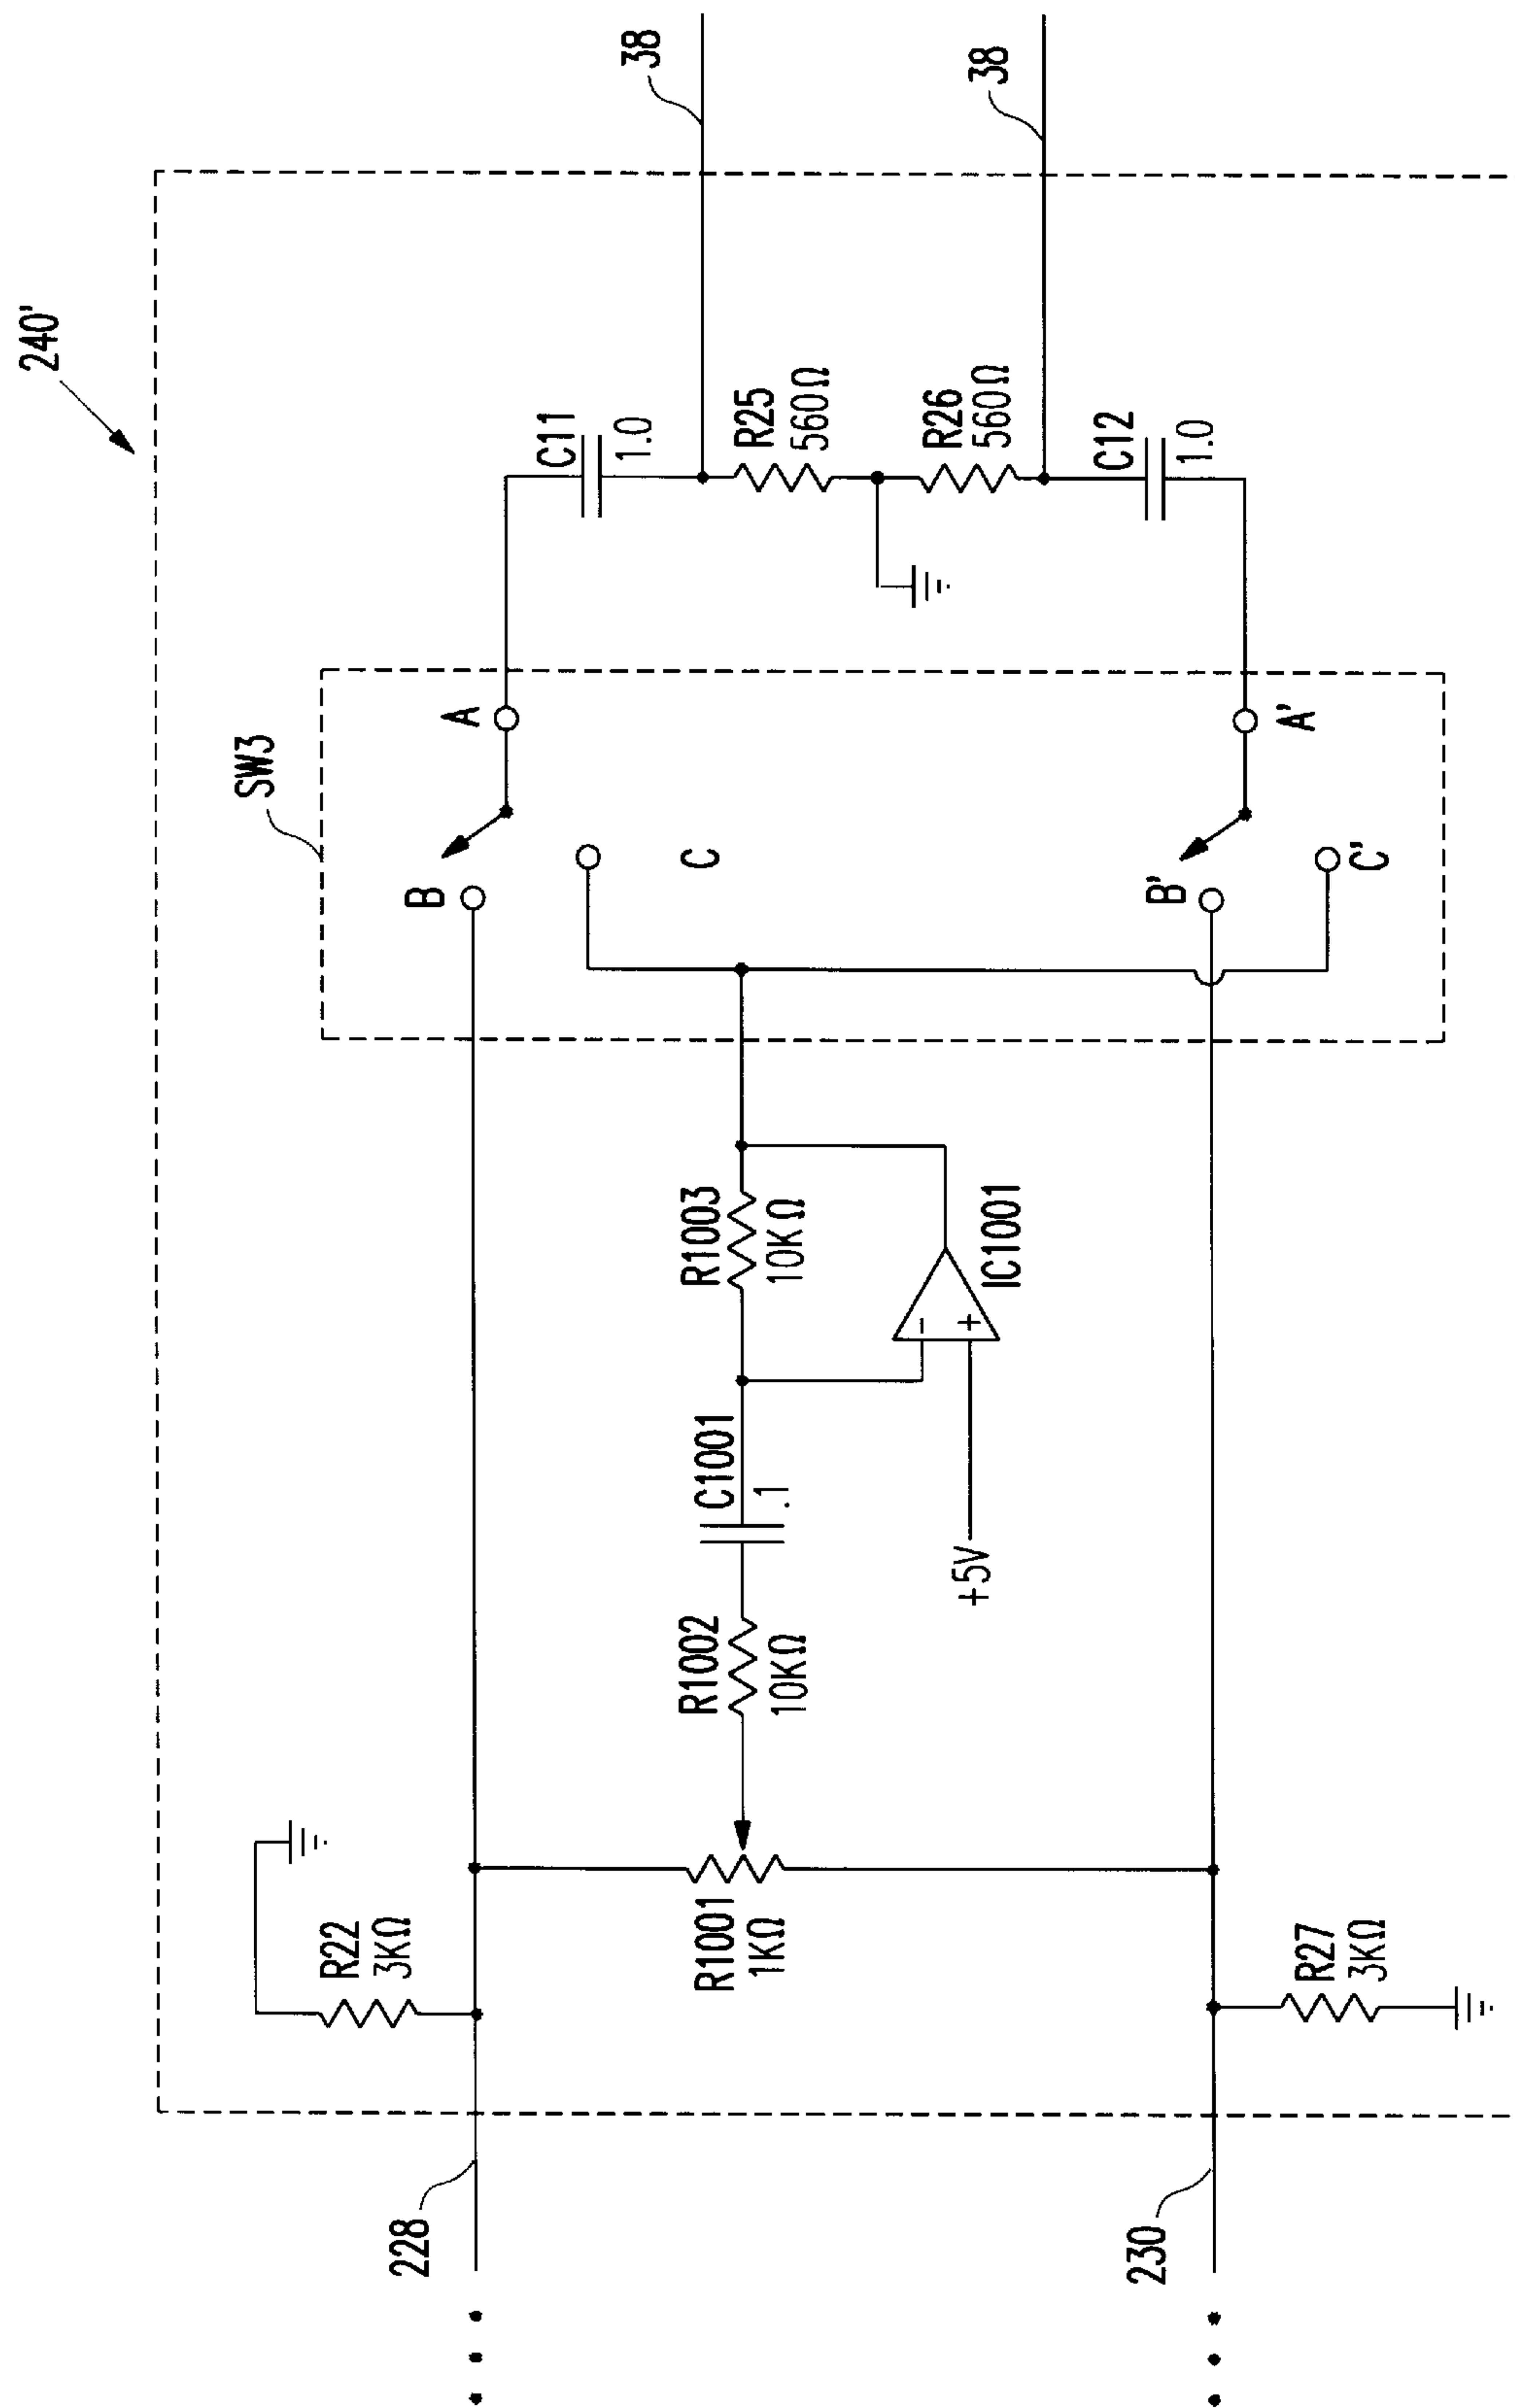 240'
38
38
SW3
C11
1.0
R25
560Ω
R26
560Ω
C12
1.0
A
B
C
A'
B'
C'
R1003
10KΩ
IC1001
-
+
C1001
.1
+5V
R1002
10KΩ
R22
3KΩ
R1001
1KΩ
R27
3KΩ
228
230